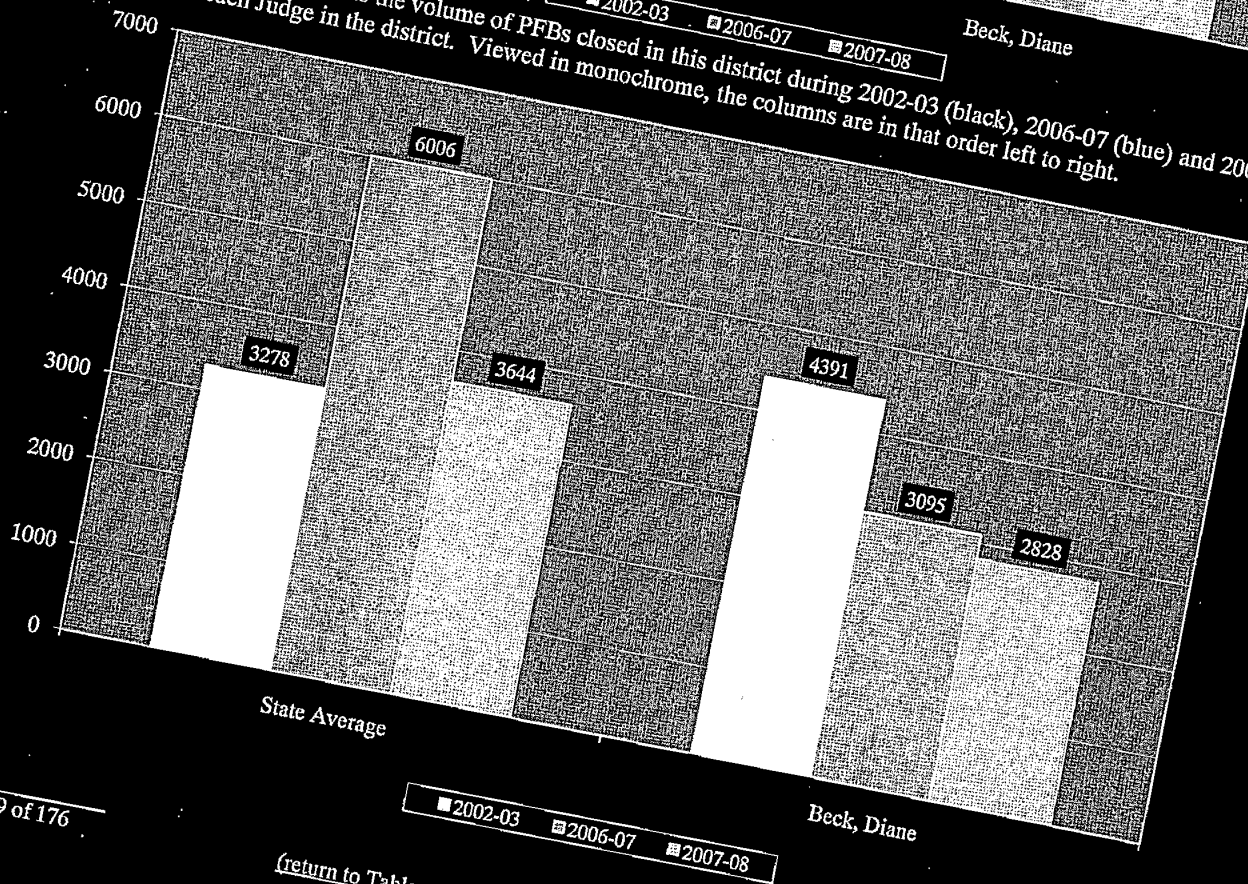 2002-03 2006-07 2007-08
Beck, Diane
the volume of PFBs closed in this district during 2002-03 (black), 2006-07 (blue) and
Judge in the district. Viewed in monochrome, the columns are in that order left to right.
7000
6000
5000
4000
3000
2000
1000
0
6006
3278
3644
4391
3095
2828
State Average
Beck, Diane
2002-03 2006-07 2007-08
9 of 176
(return to